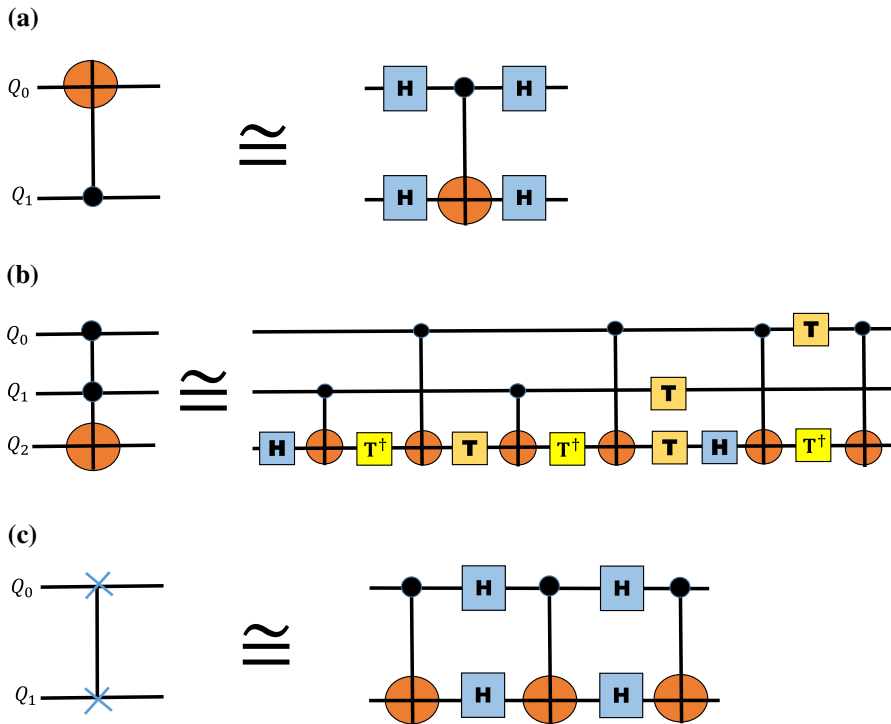 (a)
Q₀ H H
≅
Q₁ H H
(b)
Q₀ T
Q₁ ≅ T
Q₂ H T† T T† T H T†
(c)
Q₀ H H
≅
Q₁ H H